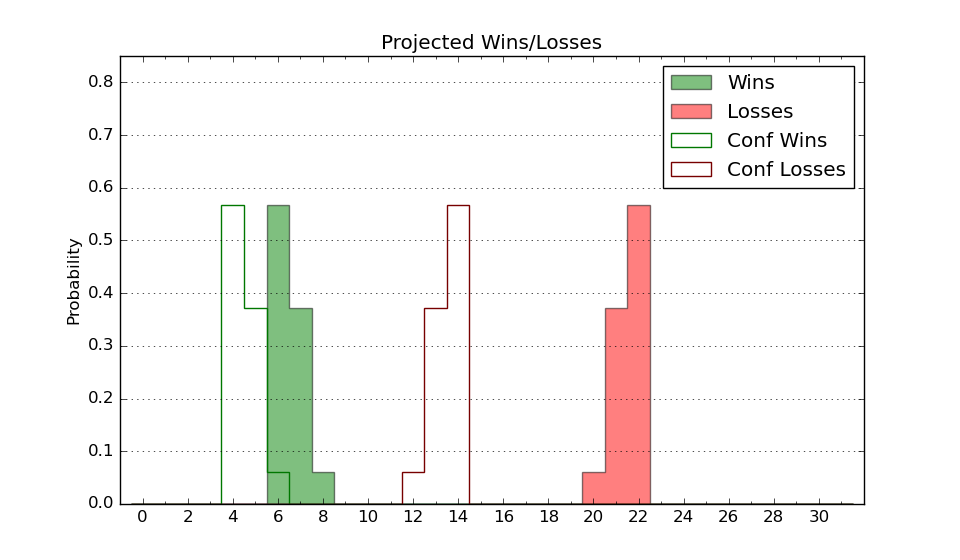 Projected Wins/Losses
Wins
Losses
Conf Wins
Conf Losses
Probability
0.8
0.7
0.6
0.5
0.4
0.3
0.2
0.1
0.0
0 2 4 6 8 10 12 14 16 18 20 22 24 26 28 30